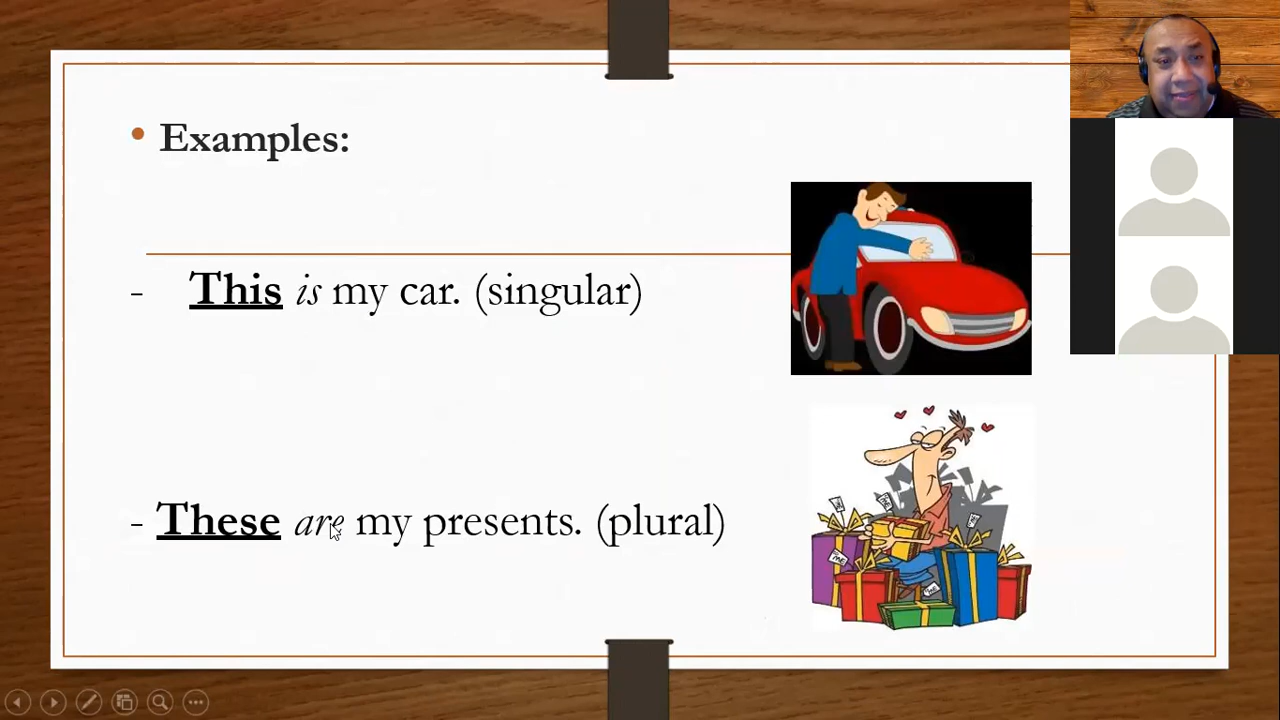 • Examples:
- This is my car. (singular)
- These are my presents. (plural)